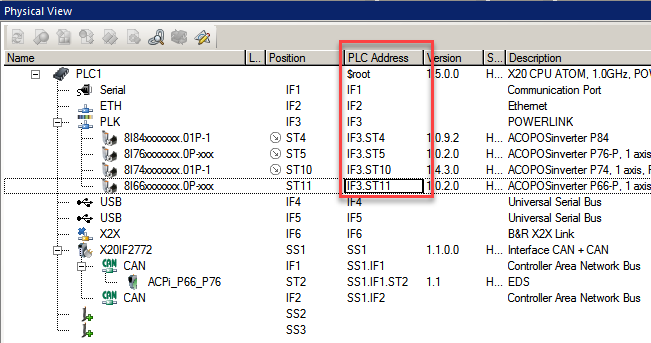 Physical View
Name L... Position PLC Address Version S... Description
PLC1 $root 1.5.0.0 H... X20 CPU ATOM, 1.0GHz, PO
Serial IF1 IF1 Communication Port
ETH IF2 IF2 Ethernet
PLK IF3 IF3 POWERLINK
8I84xxxxxxx.01P-1 ST4 IF3.ST4 1.0.9.2 H... ACOPOSinverter P84
8I76xxxxxxx.0P-xxx ST5 IF3.ST5 1.0.2.0 H... ACOPOSinverter P76-P, 1 axis
8I74xxxxxxx.01P-1 ST10 IF3.ST10 1.4.3.0 H... ACOPOSinverter P74, 1 axis, P
8I66xxxxxxx.0P-xxx ST11 IF3.ST11 1.0.2.0 H... ACOPOSinverter P66-P, 1 axis
USB IF4 IF4 Universal Serial Bus
USB IF5 IF5 Universal Serial Bus
X2X IF6 IF6 B&R X2X Link
X20IF2772 SS1 SS1 1.1.0.0 H... Interface CAN + CAN
CAN IF1 SS1.IF1 Controller Area Network Bus
ACPi_P66_P76 ST2 SS1.IF1.ST2 1.1 H... EDS
CAN IF2 SS1.IF2 Controller Area Network Bus
SS2
SS3